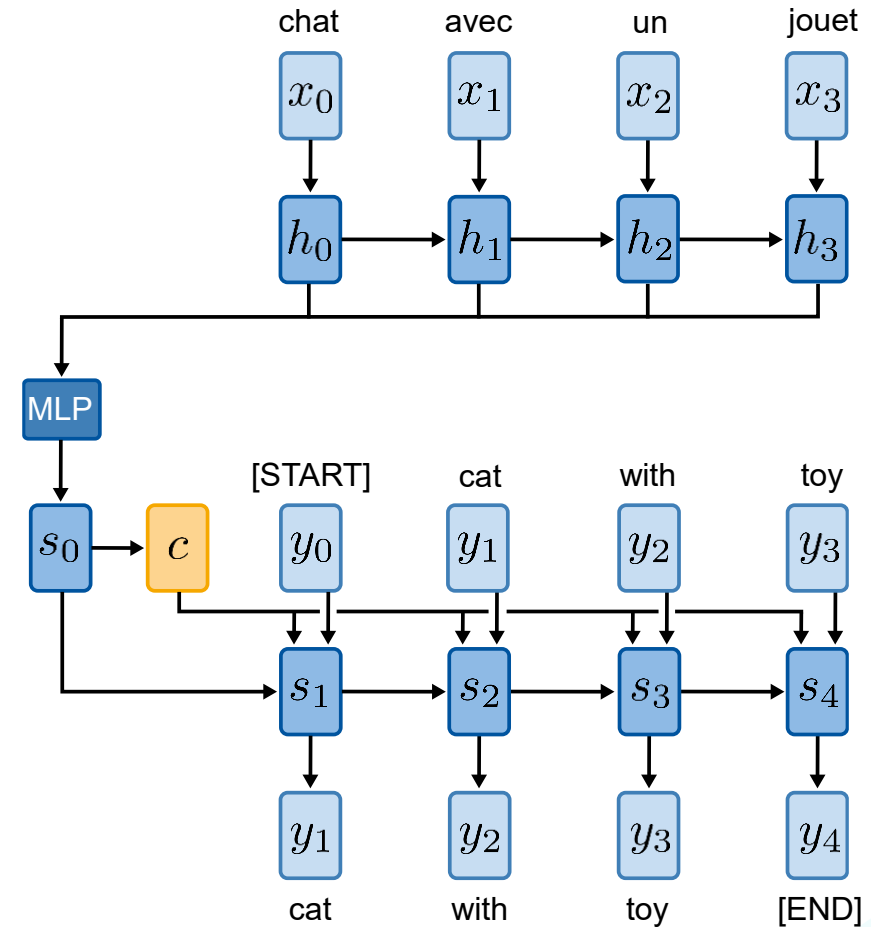 chat avec un jouet
x0 x1 x2 x3
h0 h1 h2 h3
MLP
[START] cat with toy
s0 c y0 y1 y2 y3
s1 s2 s3 s4
y1 y2 y3 y4
cat with toy [END]